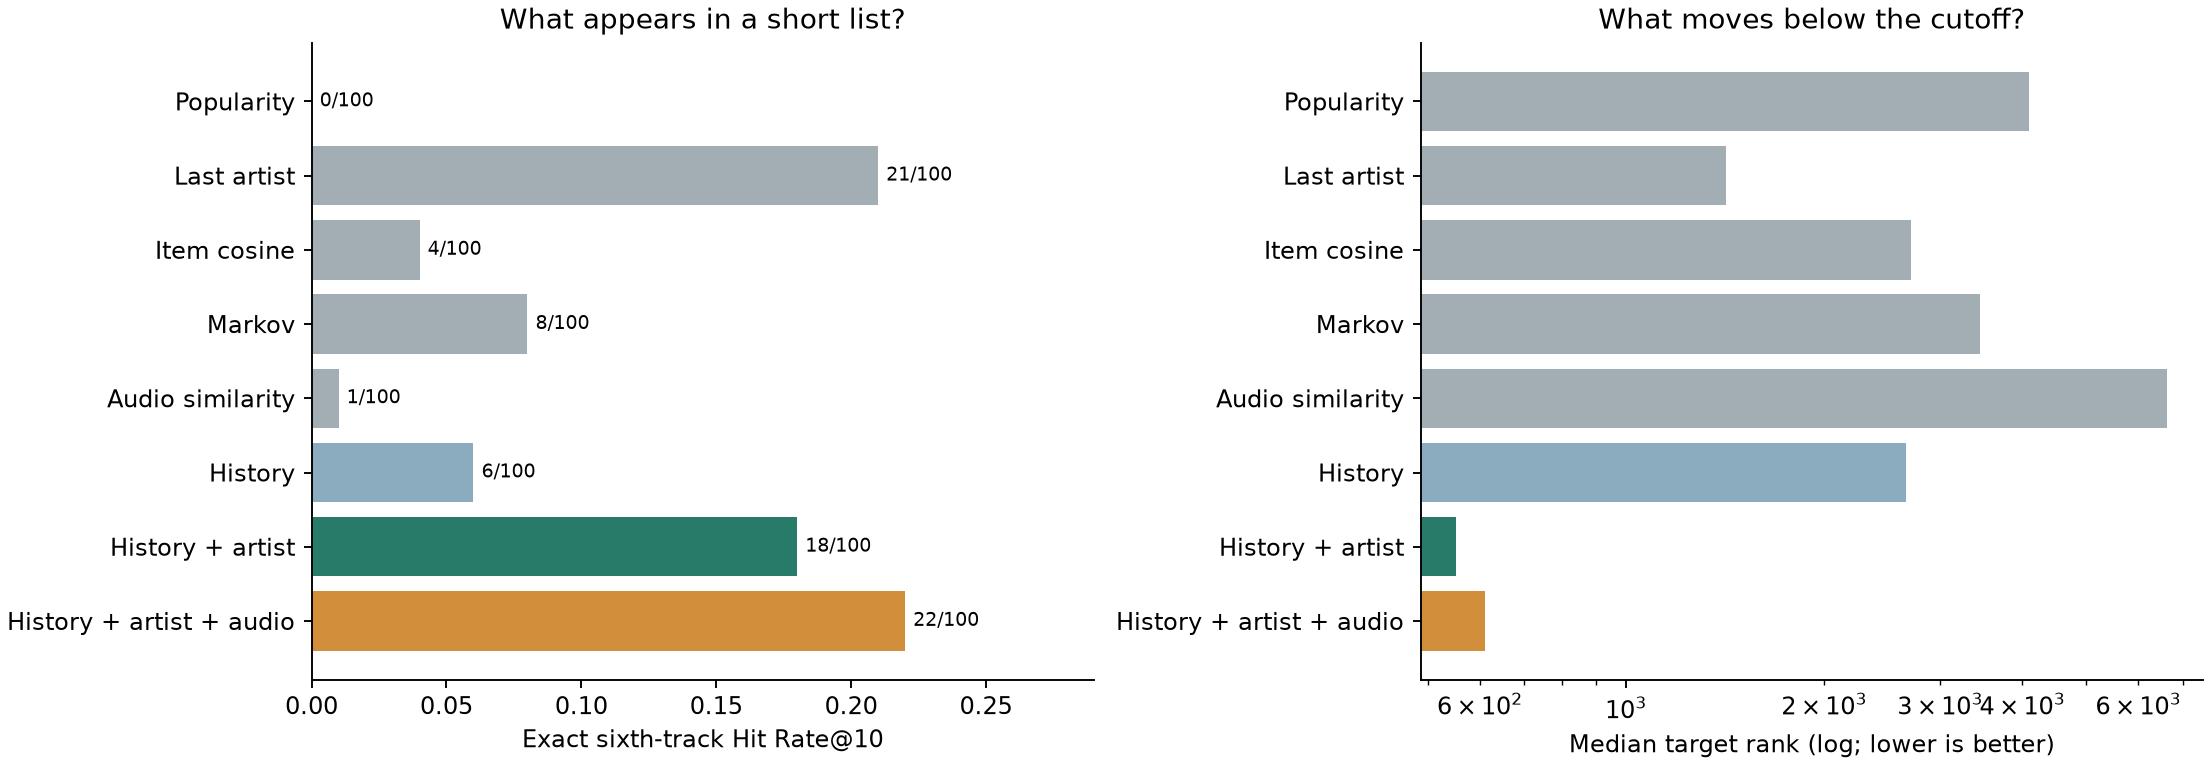 What appears in a short list?
Popularity
0/100
Last artist
21/100
Item cosine
4/100
Markov
8/100
Audio similarity
1/100
History
6/100
History + artist
18/100
History + artist + audio
22/100
0.00 0.05 0.10 0.15 0.20 0.25
Exact sixth-track Hit Rate@10
What moves below the cutoff?
Popularity
Last artist
Item cosine
Markov
Audio similarity
History
History + artist
History + artist + audio
6 × 10² 10³ 2 × 10³ 3 × 10³ 4 × 10³ 6 × 10³
Median target rank (log; lower is better)